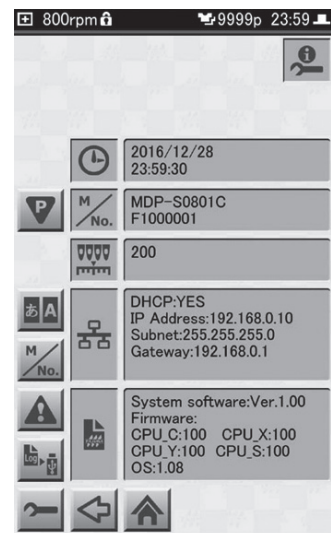 800rpm 9999p 23:59
2016/12/28
23:59:30
P
M/No.
MDP-S0801C
F1000001
200
あA
DHCP:YES
IP Address:192.168.0.10
Subnet:255.255.255.0
Gateway:192.168.0.1
M/No.
System software:Ver.1.00
Firmware:
CPU_C:100 CPU_X:100
CPU_Y:100 CPU_S:100
OS:1.08
Log